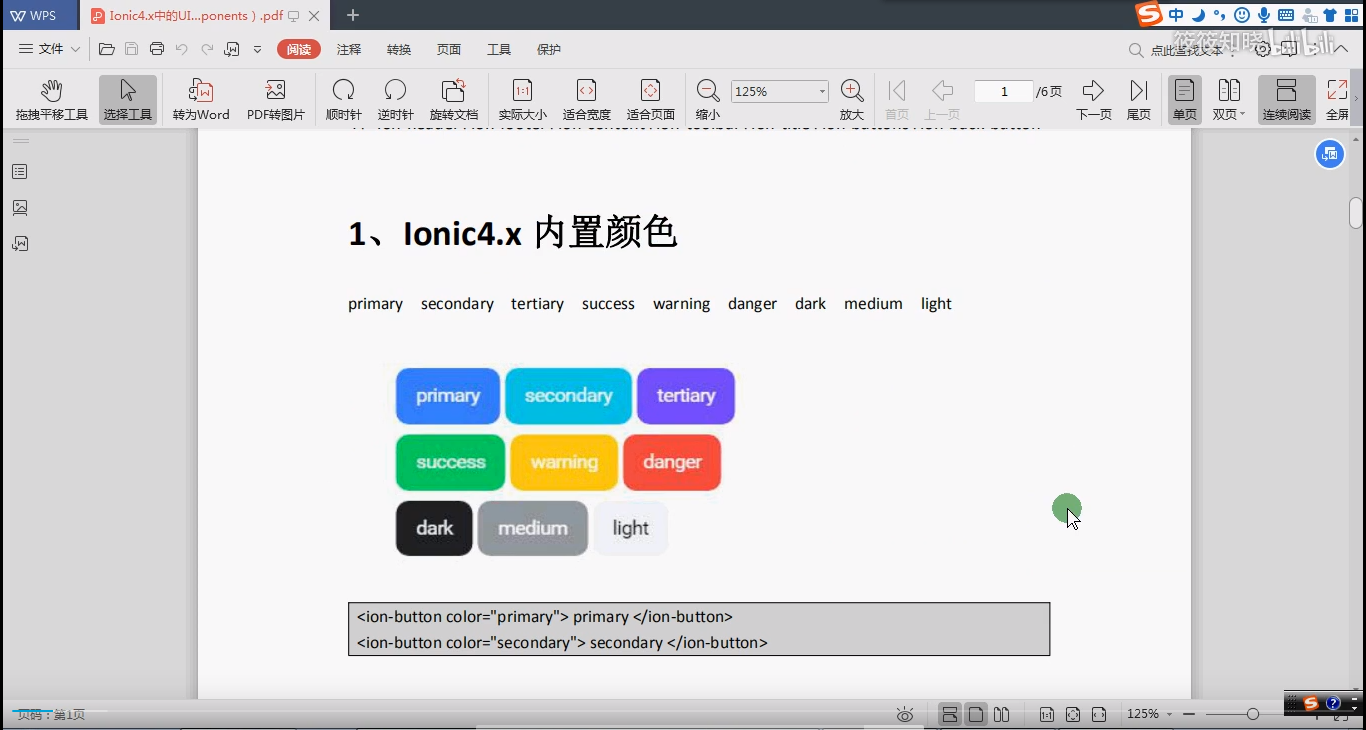 WPS
Ionic4.x中的UI...ponents）.pdf
中
文件
阅读
注释
转换
页面
工具
保护
点此查找文本
筱筱知晓
bilibili
拖拽平移工具
选择工具
转为Word
PDF转图片
顺时针
逆时针
旋转文档
实际大小
适合宽度
适合页面
缩小
125%
放大
首页
上一页
1
/6页
下一页
尾页
单页
双页
连续阅读
全屏
1、Ionic4.x 内置颜色
primary secondary tertiary success warning danger dark medium light
primary secondary tertiary
success warning danger
dark medium light
<ion-button color="primary"> primary </ion-button>
<ion-button color="secondary"> secondary </ion-button>
页码：第1页
125%